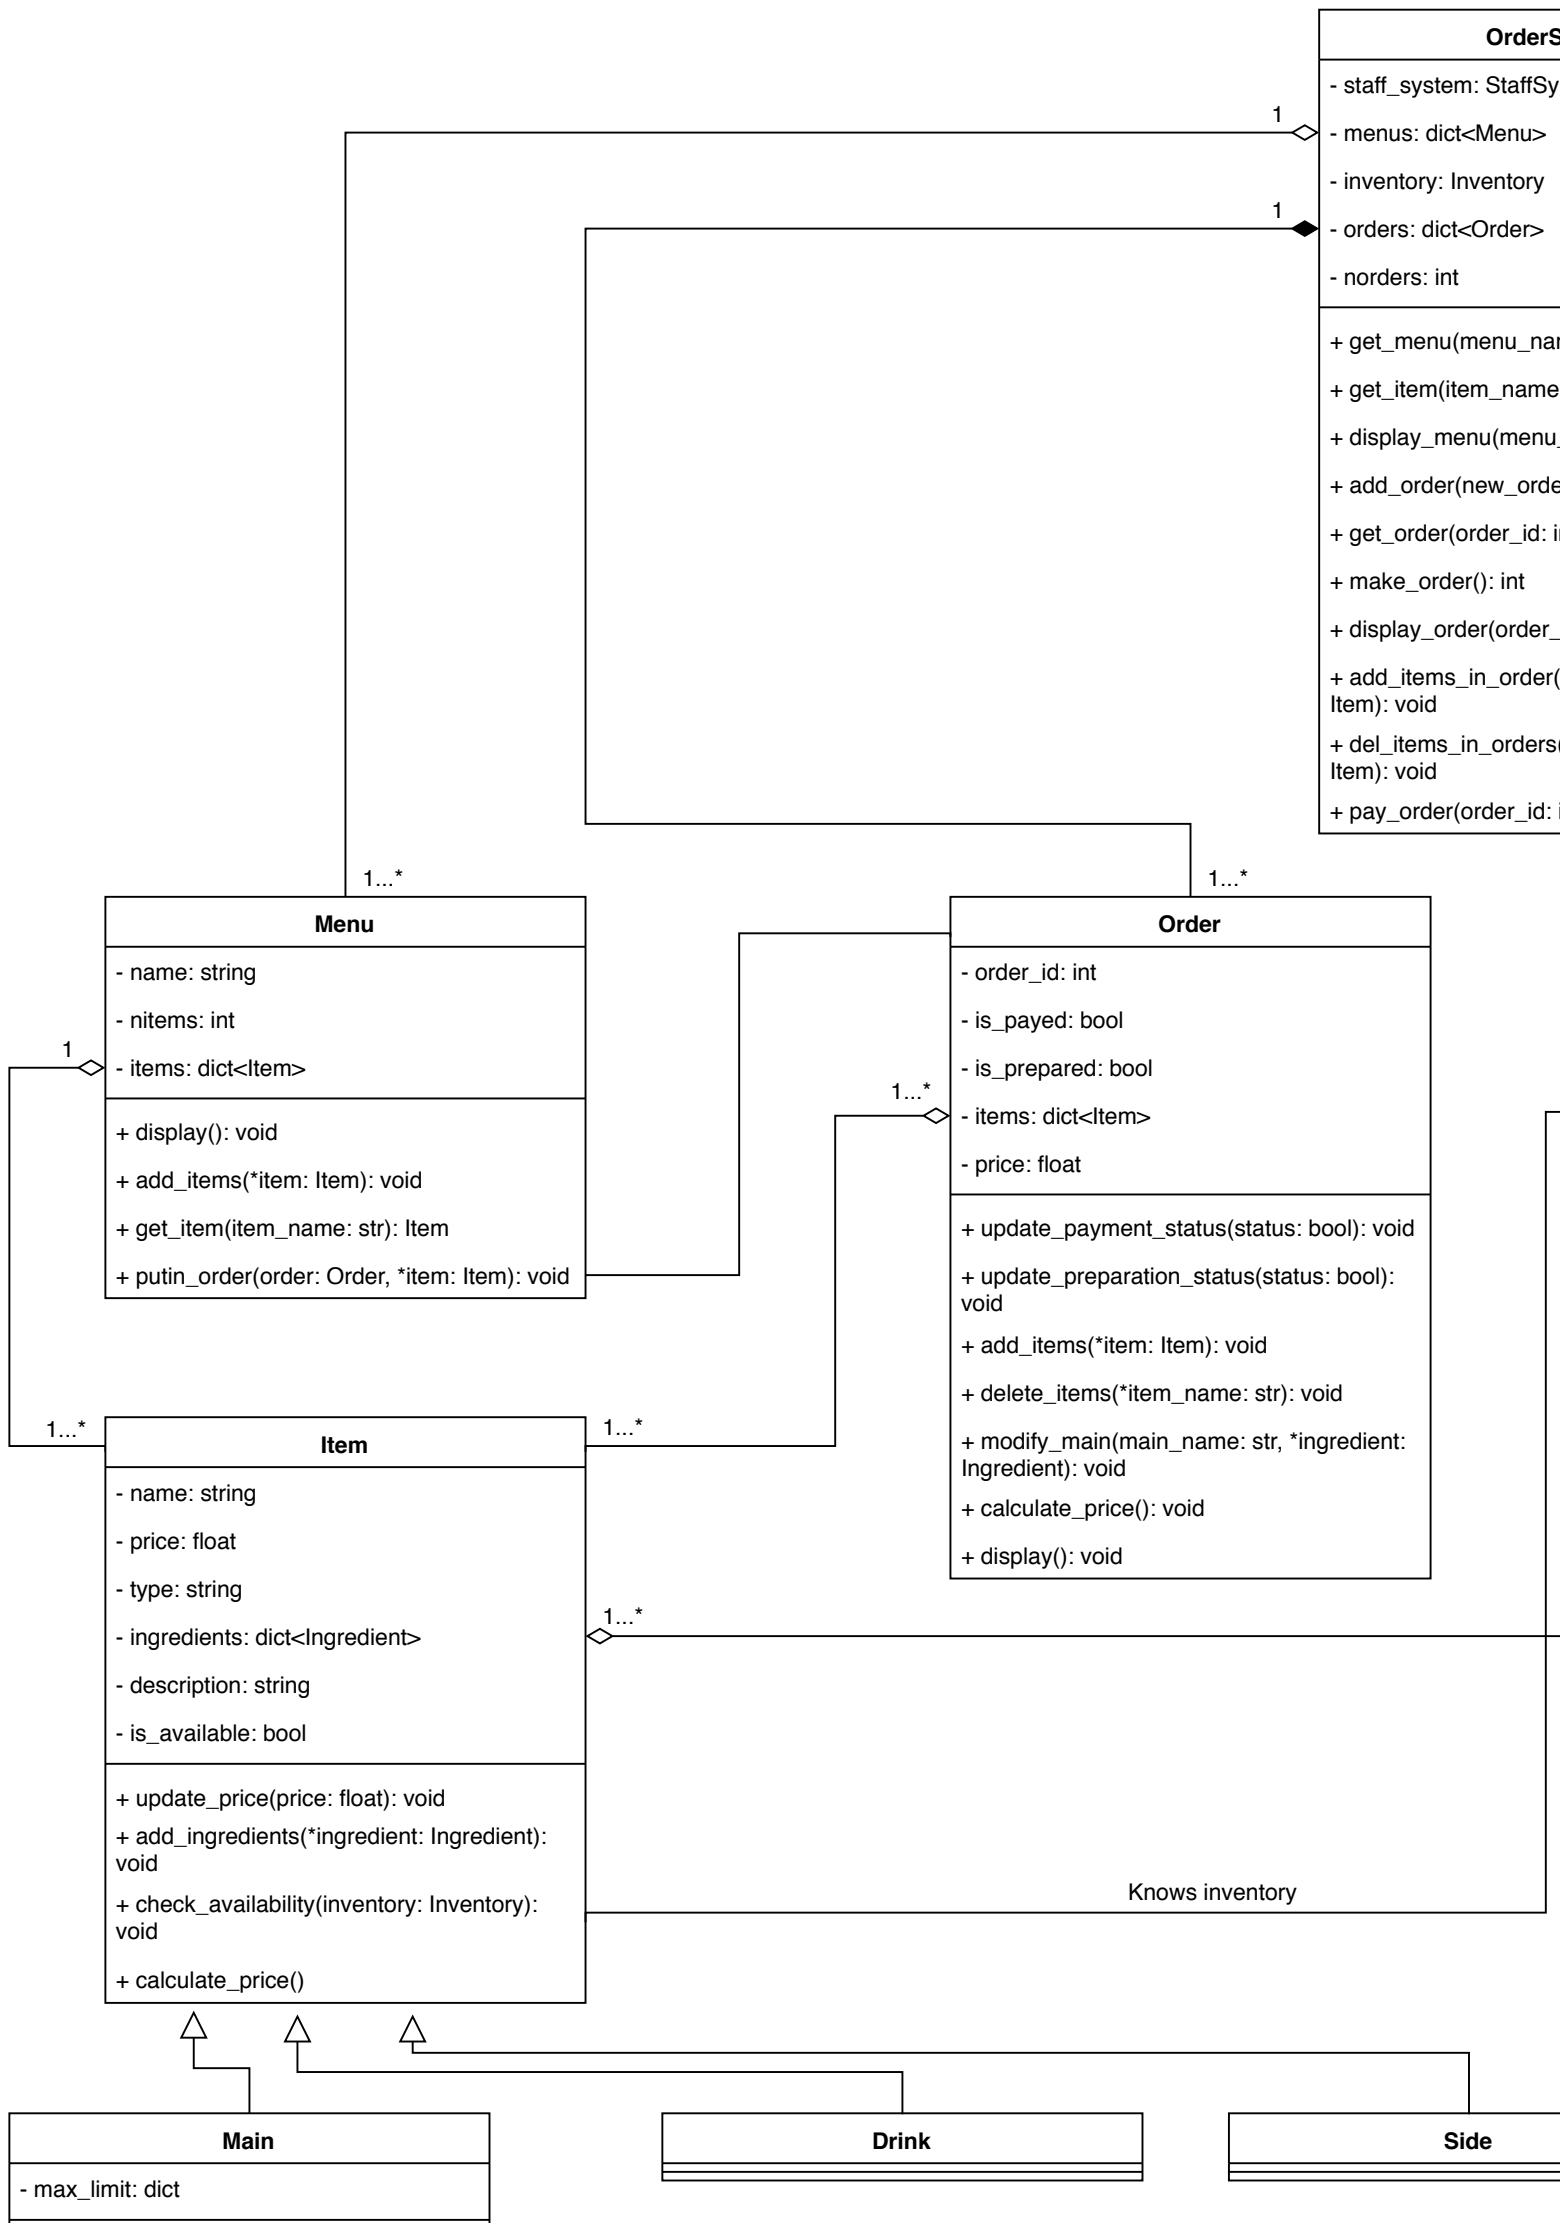 OrderS
- staff_system: StaffSy
- menus: dict<Menu>
- inventory: Inventory
- orders: dict<Order>
- norders: int
+ get_menu(menu_nar
+ get_item(item_name
+ display_menu(menu_
+ add_order(new_orde
+ get_order(order_id: i
+ make_order(): int
+ display_order(order_
+ add_items_in_order(
Item): void
+ del_items_in_orders(
Item): void
+ pay_order(order_id: i
1
1
1...*
1...*
Menu
- name: string
- nitems: int
- items: dict<Item>
+ display(): void
+ add_items(*item: Item): void
+ get_item(item_name: str): Item
+ putin_order(order: Order, *item: Item): void
1
Order
- order_id: int
- is_payed: bool
- is_prepared: bool
- items: dict<Item>
- price: float
+ update_payment_status(status: bool): void
+ update_preparation_status(status: bool):
void
+ add_items(*item: Item): void
+ delete_items(*item_name: str): void
+ modify_main(main_name: str, *ingredient:
Ingredient): void
+ calculate_price(): void
+ display(): void
1...*
1...*
1...*
Item
- name: string
- price: float
- type: string
- ingredients: dict<Ingredient>
- description: string
- is_available: bool
+ update_price(price: float): void
+ add_ingredients(*ingredient: Ingredient):
void
+ check_availability(inventory: Inventory):
void
+ calculate_price()
1...*
Knows inventory
Main
- max_limit: dict
Drink
Side